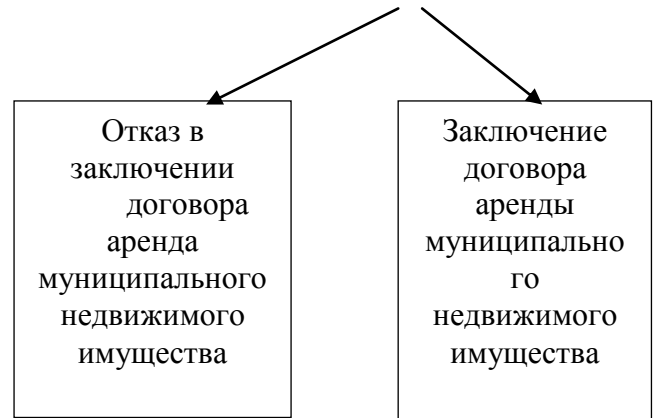 Отказ в
заключении
договора
аренда
муниципального
недвижимого
имущества
Заключение
договора
аренды
муниципально
го
недвижимого
имущества